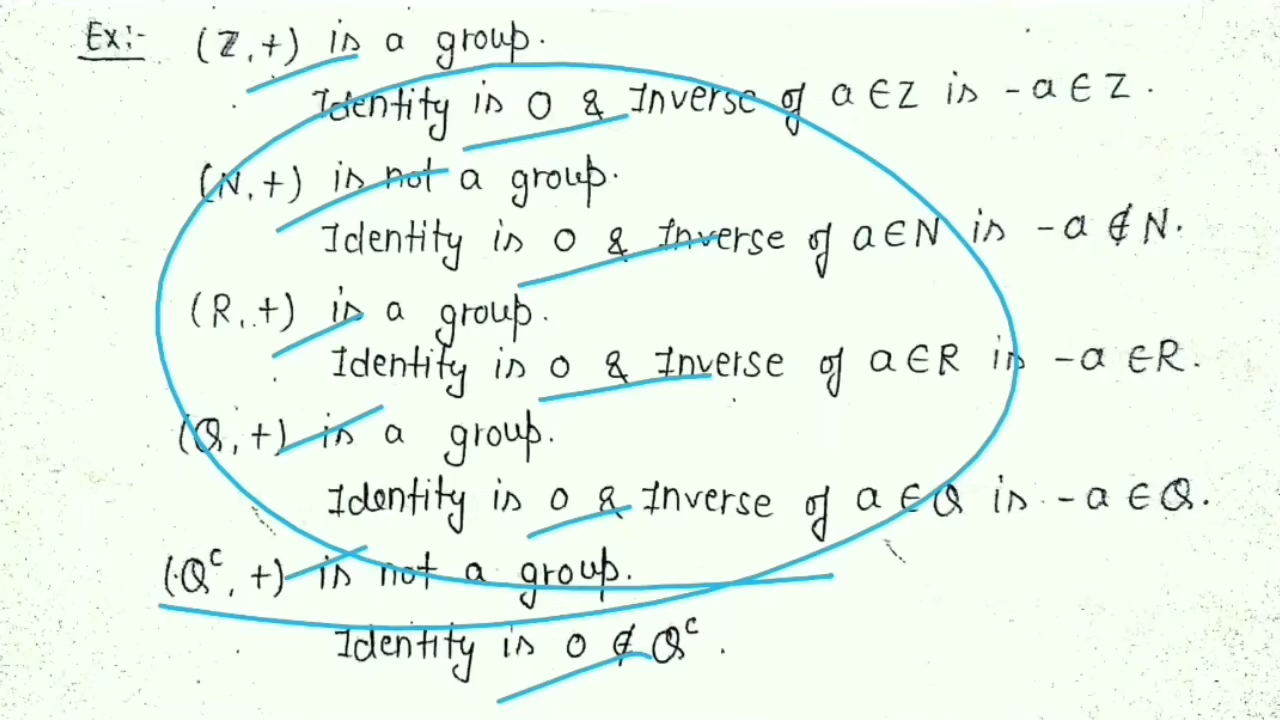 Ex:- (Z,+) is a group.
Identity is 0 & Inverse of a ∈ Z is -a ∈ Z.
(N,+) is not a group.
Identity is 0 & Inverse of a ∈ N is -a ∉ N.
(R,+) is a group.
Identity is 0 & Inverse of a ∈ R is -a ∈ R.
(Q,+) is a group.
Identity is 0 & Inverse of a ∈ Q is -a ∈ Q.
(Qᶜ,+) is not a group.
Identity is 0 ∉ Qᶜ.